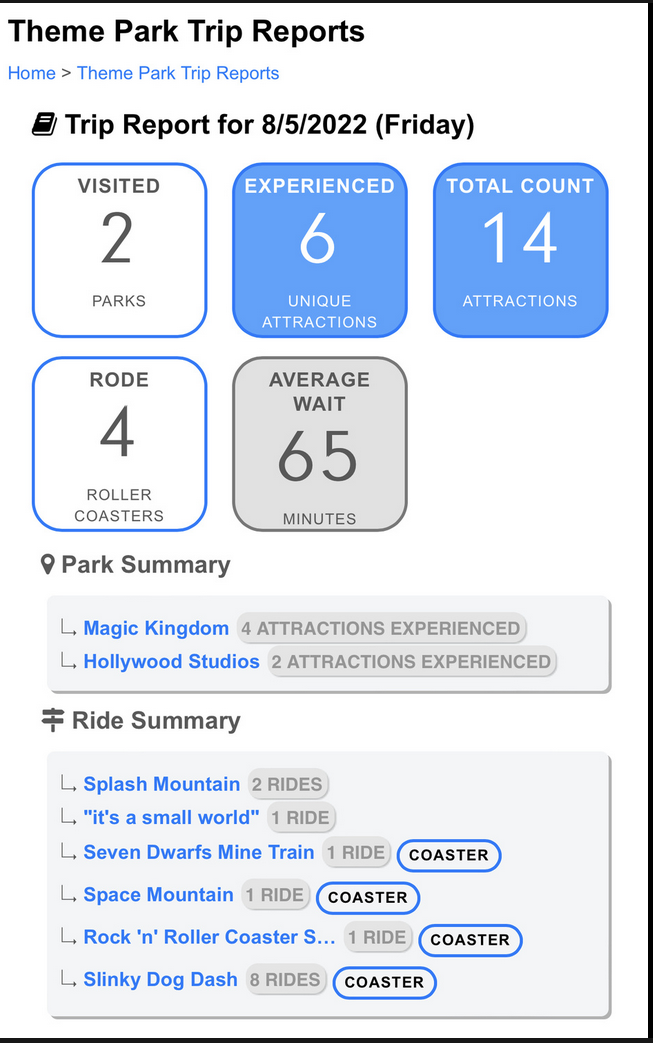 Theme Park Trip Reports
Home > Theme Park Trip Reports
Trip Report for 8/5/2022 (Friday)
VISITED
2
PARKS
EXPERIENCED
6
UNIQUE
ATTRACTIONS
TOTAL COUNT
14
ATTRACTIONS
RODE
4
ROLLER
COASTERS
AVERAGE
WAIT
65
MINUTES
Park Summary
Magic Kingdom 4 ATTRACTIONS EXPERIENCED
Hollywood Studios 2 ATTRACTIONS EXPERIENCED
Ride Summary
Splash Mountain 2 RIDES
"it's a small world" 1 RIDE
Seven Dwarfs Mine Train 1 RIDE COASTER
Space Mountain 1 RIDE COASTER
Rock 'n' Roller Coaster S... 1 RIDE COASTER
Slinky Dog Dash 8 RIDES COASTER